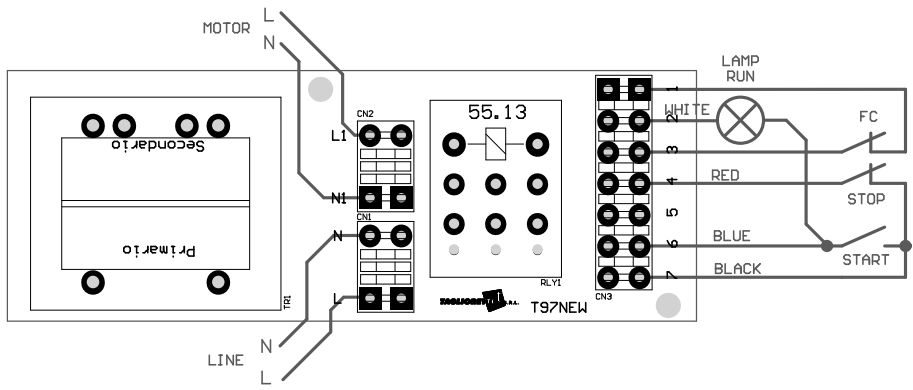 L
MOTOR
N
LAMP
RUN
CN2
55.13
1
WHITE
2
FC
L1
Secondario
3
4
RED
STOP
N1
CN1
5
N
Primario
6
BLUE
START
7
BLACK
L
RLY1
CN3
TR1
TAGLIORETTI S.R.L.
T97NEW
N
LINE
L